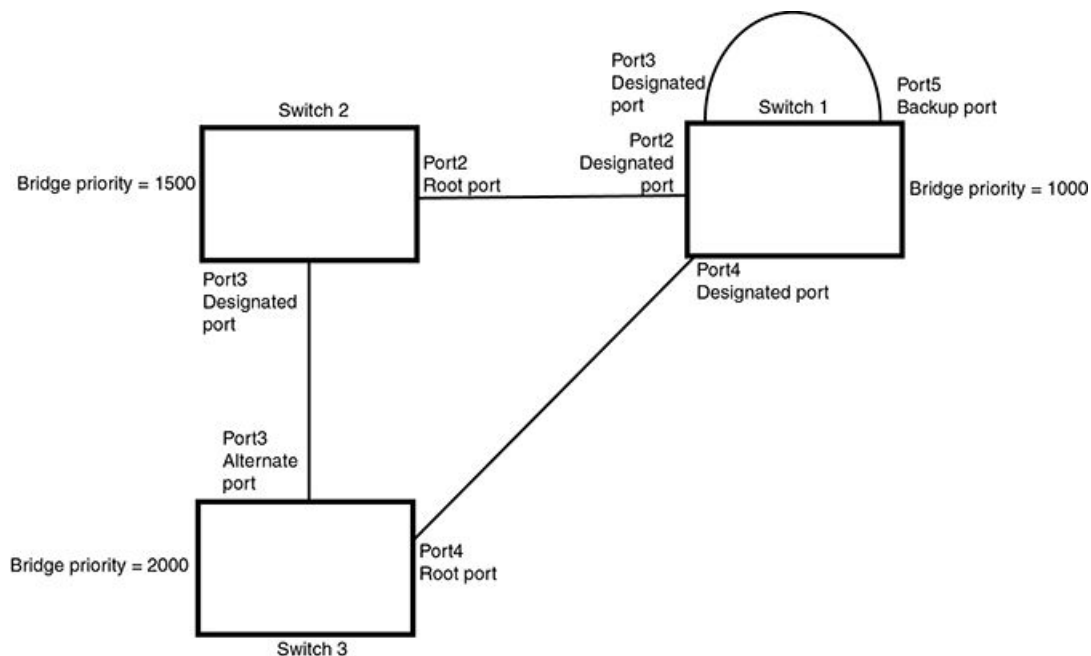 Switch 2
Bridge priority = 1500
Port2
Root port
Port3
Designated
port
Port3
Designated
port
Switch 1
Port5
Backup port
Port2
Designated
port
Bridge priority = 1000
Port4
Designated port
Port3
Alternate
port
Bridge priority = 2000
Port4
Root port
Switch 3